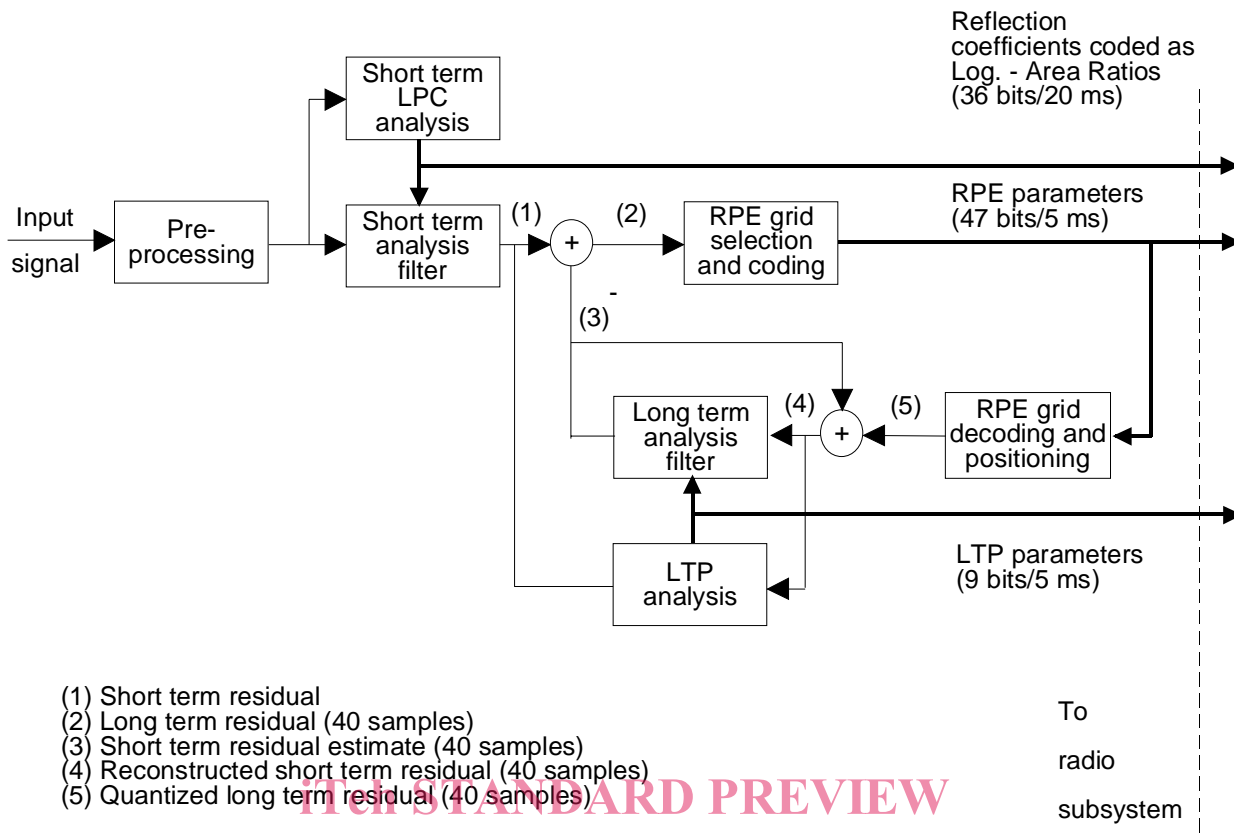 Reflection
coefficients coded as
Log. - Area Ratios
(36 bits/20 ms)
Short term
LPC
analysis
Input
signal
Pre-
processing
Short term
analysis
filter
(1)
+
(2)
RPE grid
selection
and coding
RPE parameters
(47 bits/5 ms)
-
(3)
Long term
analysis
filter
(4)
+
(5)
RPE grid
decoding and
positioning
LTP
analysis
LTP parameters
(9 bits/5 ms)
(1) Short term residual
(2) Long term residual (40 samples)
(3) Short term residual estimate (40 samples)
(4) Reconstructed short term residual (40 samples)
(5) Quantized long term residual (40 samples)
To
radio
subsystem
iTeh STANDARD PREVIEW